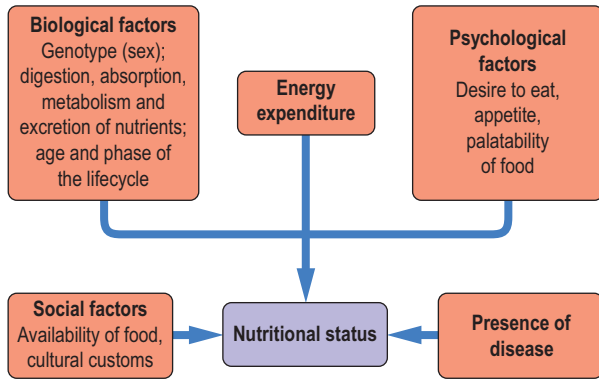 Biological factors
Genotype (sex);
digestion, absorption,
metabolism and
excretion of nutrients;
age and phase of
the lifecycle
Energy
expenditure
Psychological
factors
Desire to eat,
appetite,
palatability
of food
Social factors
Availability of food,
cultural customs
Nutritional status
Presence of
disease